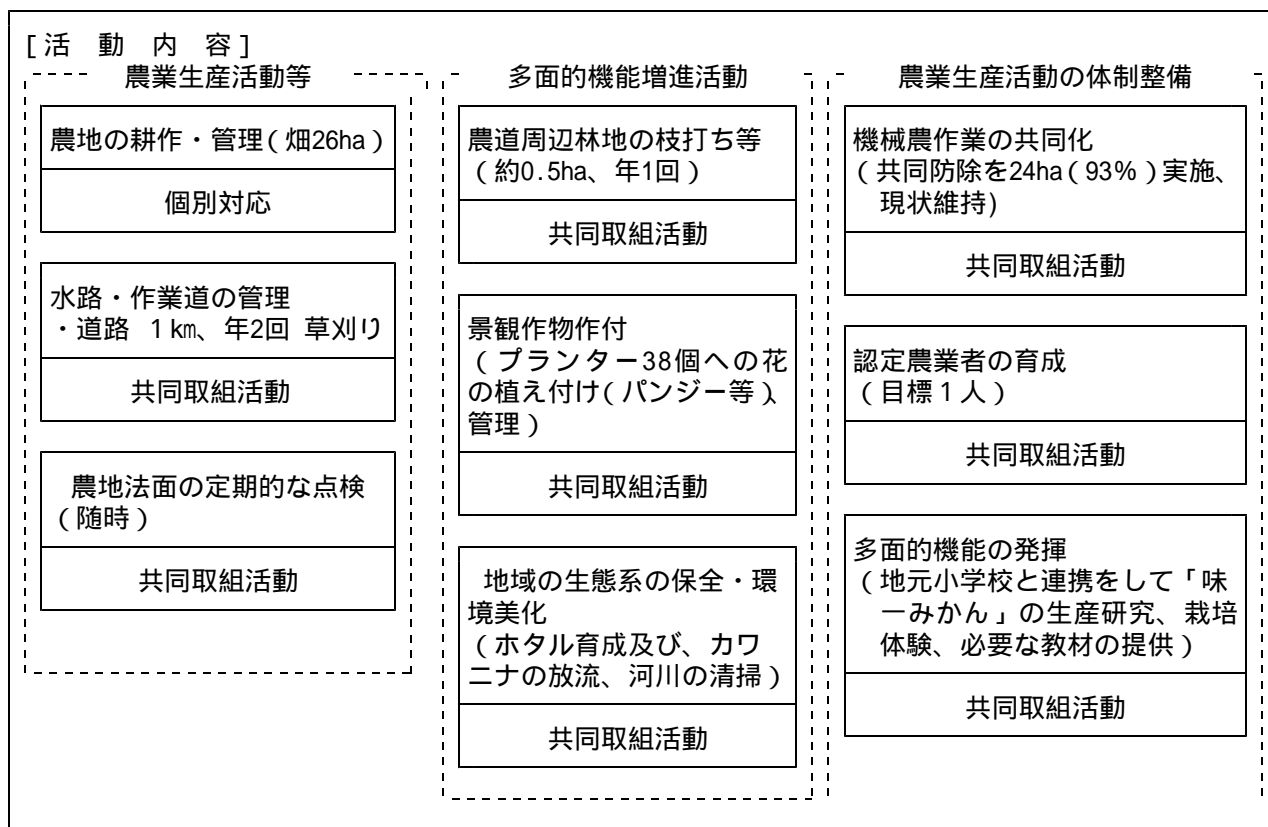 [活 動 内 容]
農業生産活動等
農地の耕作・管理（畑26ha）
個別対応
水路・作業道の管理
・道路 １㎞、年2回 草刈り
共同取組活動
農地法面の定期的な点検
（随時）
共同取組活動
多面的機能増進活動
農道周辺林地の枝打ち等
（約0.5ha、年1回）
共同取組活動
景観作物作付
（プランター38個への花
の植え付け（パンジー等）、
管理）
共同取組活動
地域の生態系の保全・環
境美化
（ホタル育成及び、カワ
ニナの放流、河川の清掃）
共同取組活動
農業生産活動の体制整備
機械農作業の共同化
（共同防除を24ha（93％）実施、
現状維持)
共同取組活動
認定農業者の育成
（目標１人）
共同取組活動
多面的機能の発揮
（地元小学校と連携をして「味
一みかん」の生産研究、栽培
体験、必要な教材の提供）
共同取組活動